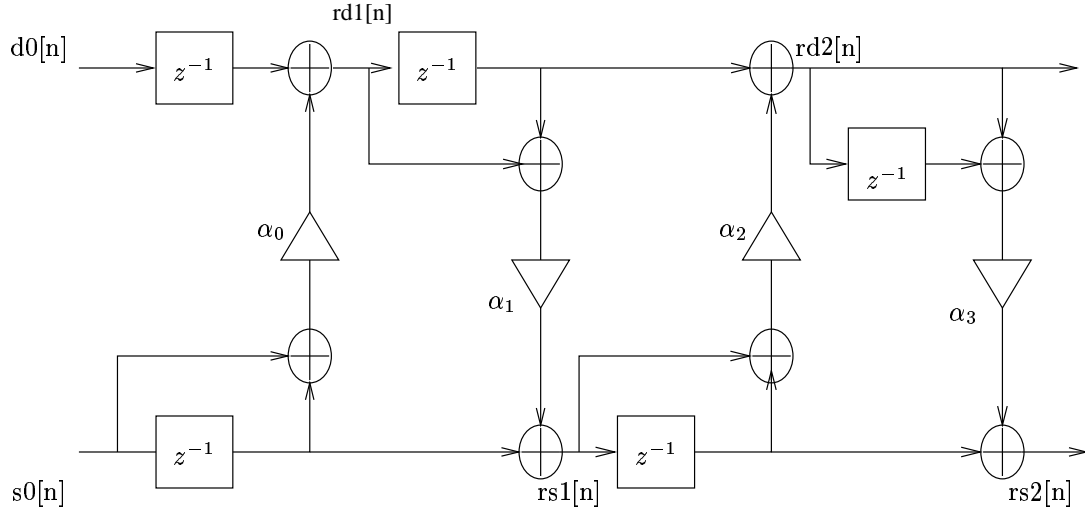 rd1[n]
d0[n]
z⁻¹
z⁻¹
rd2[n]
z⁻¹
α₀
α₂
α₁
α₃
z⁻¹
z⁻¹
s0[n]
rs1[n]
rs2[n]